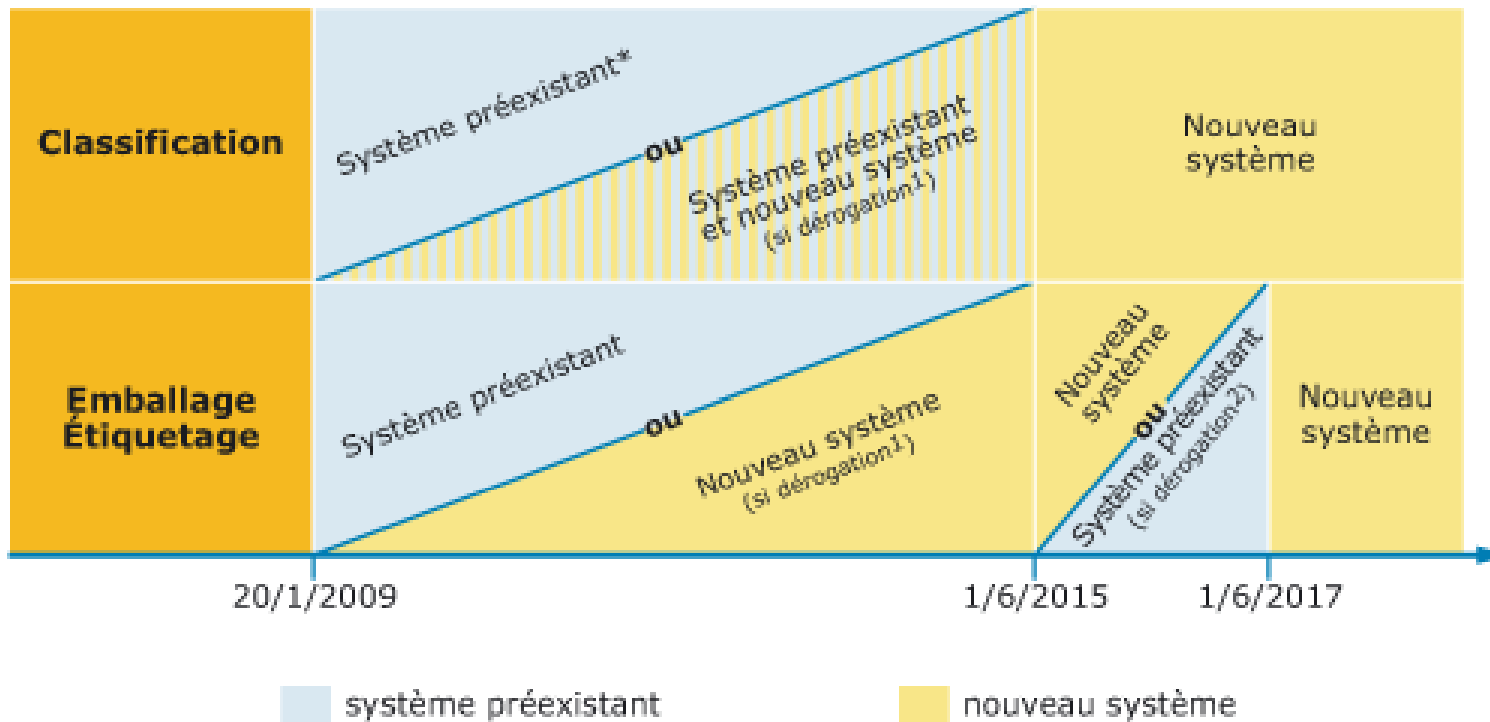 Classification
Système préexistant*
ou
Système préexistant
et nouveau système
(si dérogation¹)
Nouveau
système
Emballage
Étiquetage
Système préexistant
ou
Nouveau système
(si dérogation¹)
Nouveau
système
ou
Système préexistant
(si dérogation²)
Nouveau
système
20/1/2009
1/6/2015
1/6/2017
système préexistant
nouveau système